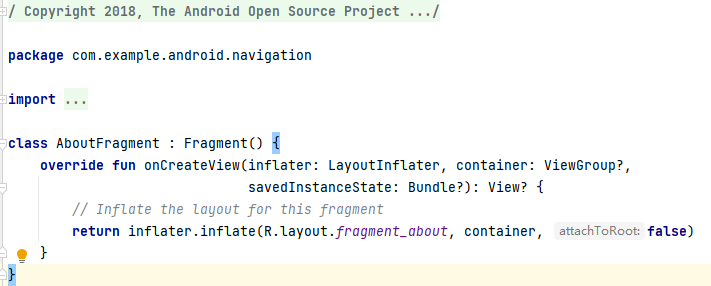 / Copyright 2018, The Android Open Source Project .../
package com.example.android.navigation
import ...
class AboutFragment : Fragment() {
override fun onCreateView(inflater: LayoutInflater, container: ViewGroup?,
savedInstanceState: Bundle?): View? {
// Inflate the layout for this fragment
return inflater.inflate(R.layout.fragment_about, container, attachToRoot: false)
}
}